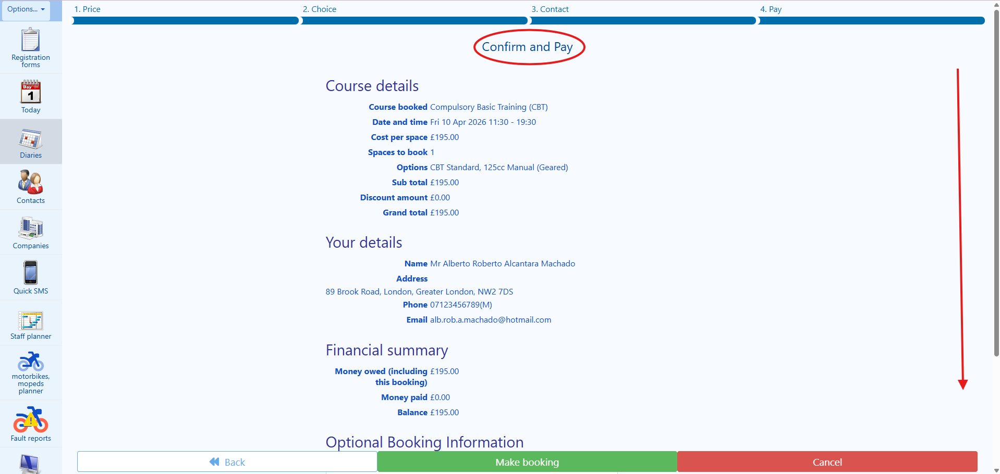 Options...
1. Price
2. Choice
3. Contact
4. Pay
Registration
forms
Day
1
Today
Diaries
Contacts
Companies
Quick SMS
Staff planner
motorbikes,
mopeds
planner
Fault reports
Confirm and Pay
Course details
Course booked Compulsory Basic Training (CBT)
Date and time Fri 10 Apr 2026 11:30 - 19:30
Cost per space £195.00
Spaces to book 1
Options CBT Standard, 125cc Manual (Geared)
Sub total £195.00
Discount amount £0.00
Grand total £195.00
Your details
Name Mr Alberto Roberto Alcantara Machado
Address
89 Brook Road, London, Greater London, NW2 7DS
Phone 07123456789(M)
Email alb.rob.a.machado@hotmail.com
Financial summary
Money owed (including £195.00
this booking)
Money paid £0.00
Balance £195.00
Optional Booking Information
Back
Make booking
Cancel